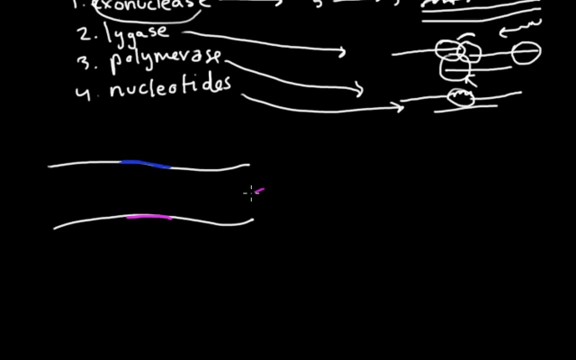 1. exonuclease
2. lygase
3. polymerase
4. nucleotides